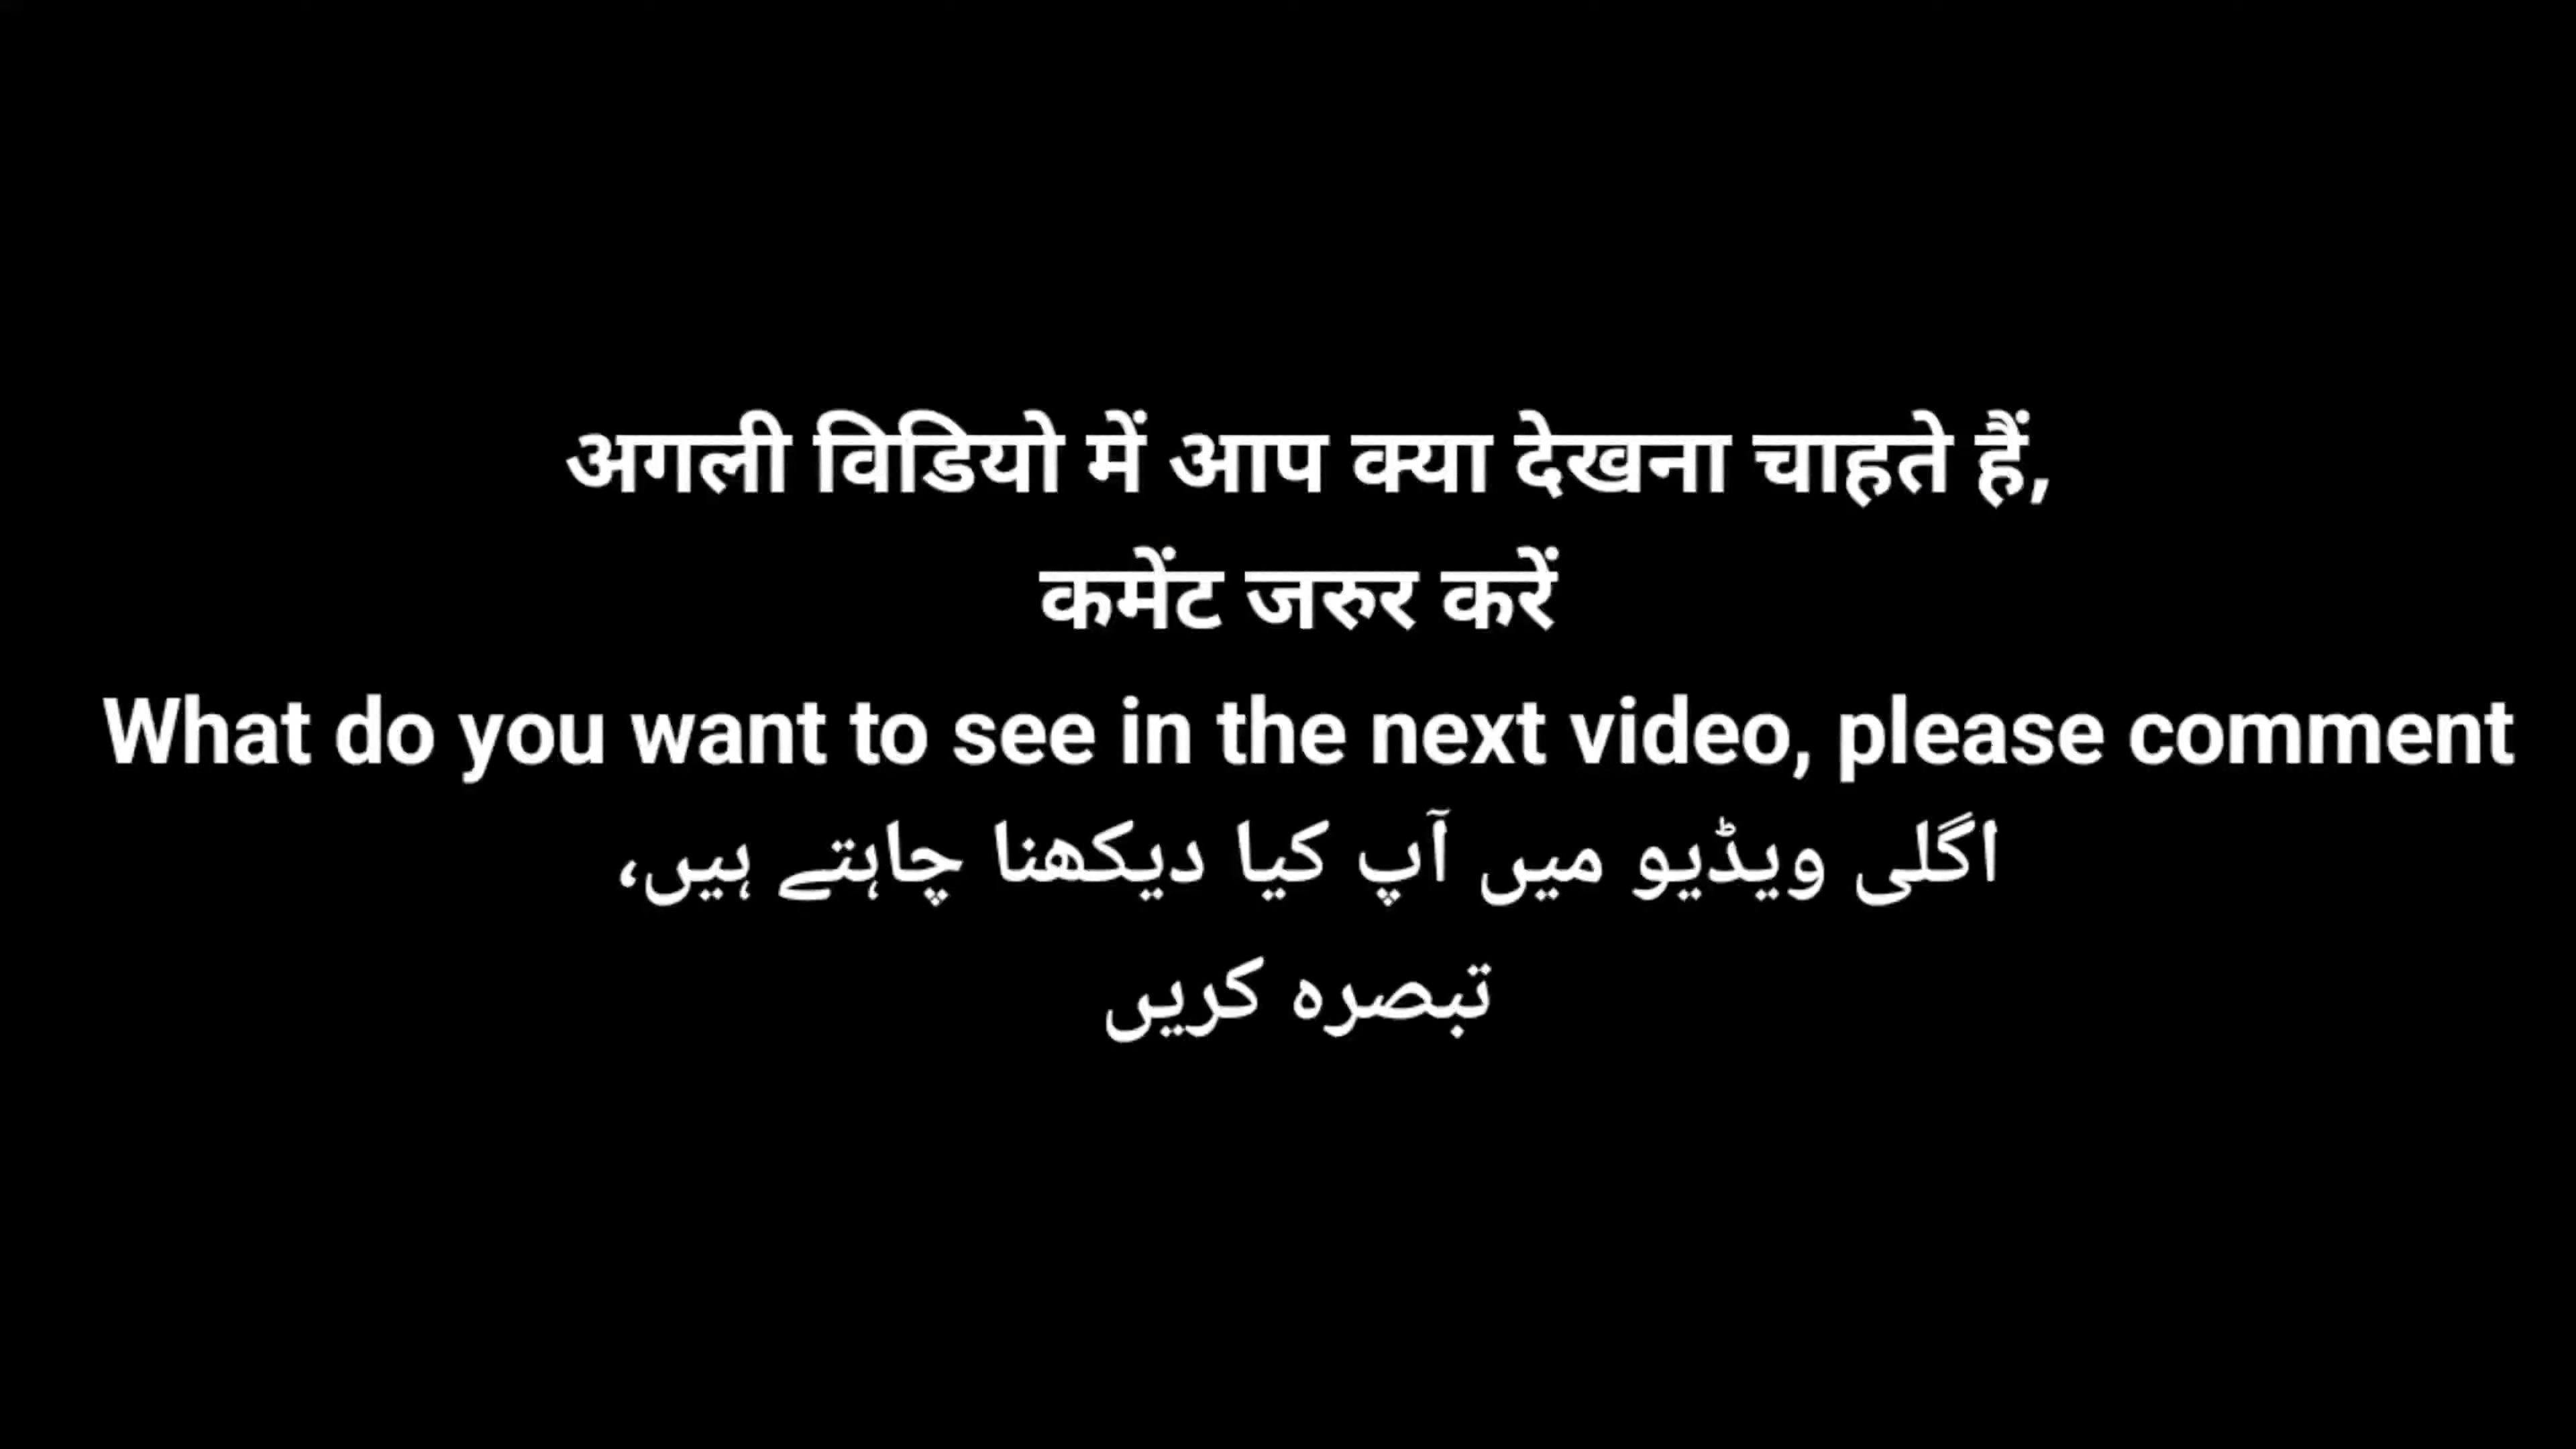 अगली विडियो में आप क्या देखना चाहते हैं,
कमेंट जरुर करें
What do you want to see in the next video, please comment
اگلی ویڈیو میں آپ کیا دیکھنا چاہتے ہیں،
تبصرہ کریں